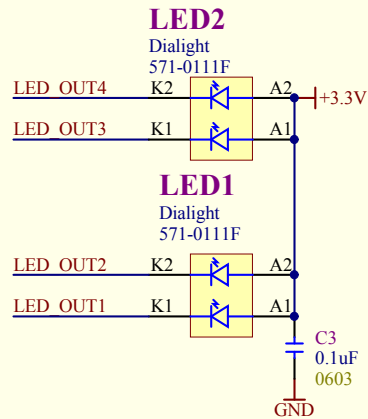 LED2
Dialight
571-0111F
LED_OUT4 K2 A2 +3.3V
LED_OUT3 K1 A1
LED1
Dialight
571-0111F
LED_OUT2 K2 A2
LED_OUT1 K1 A1
C3
0.1uF
0603
GND